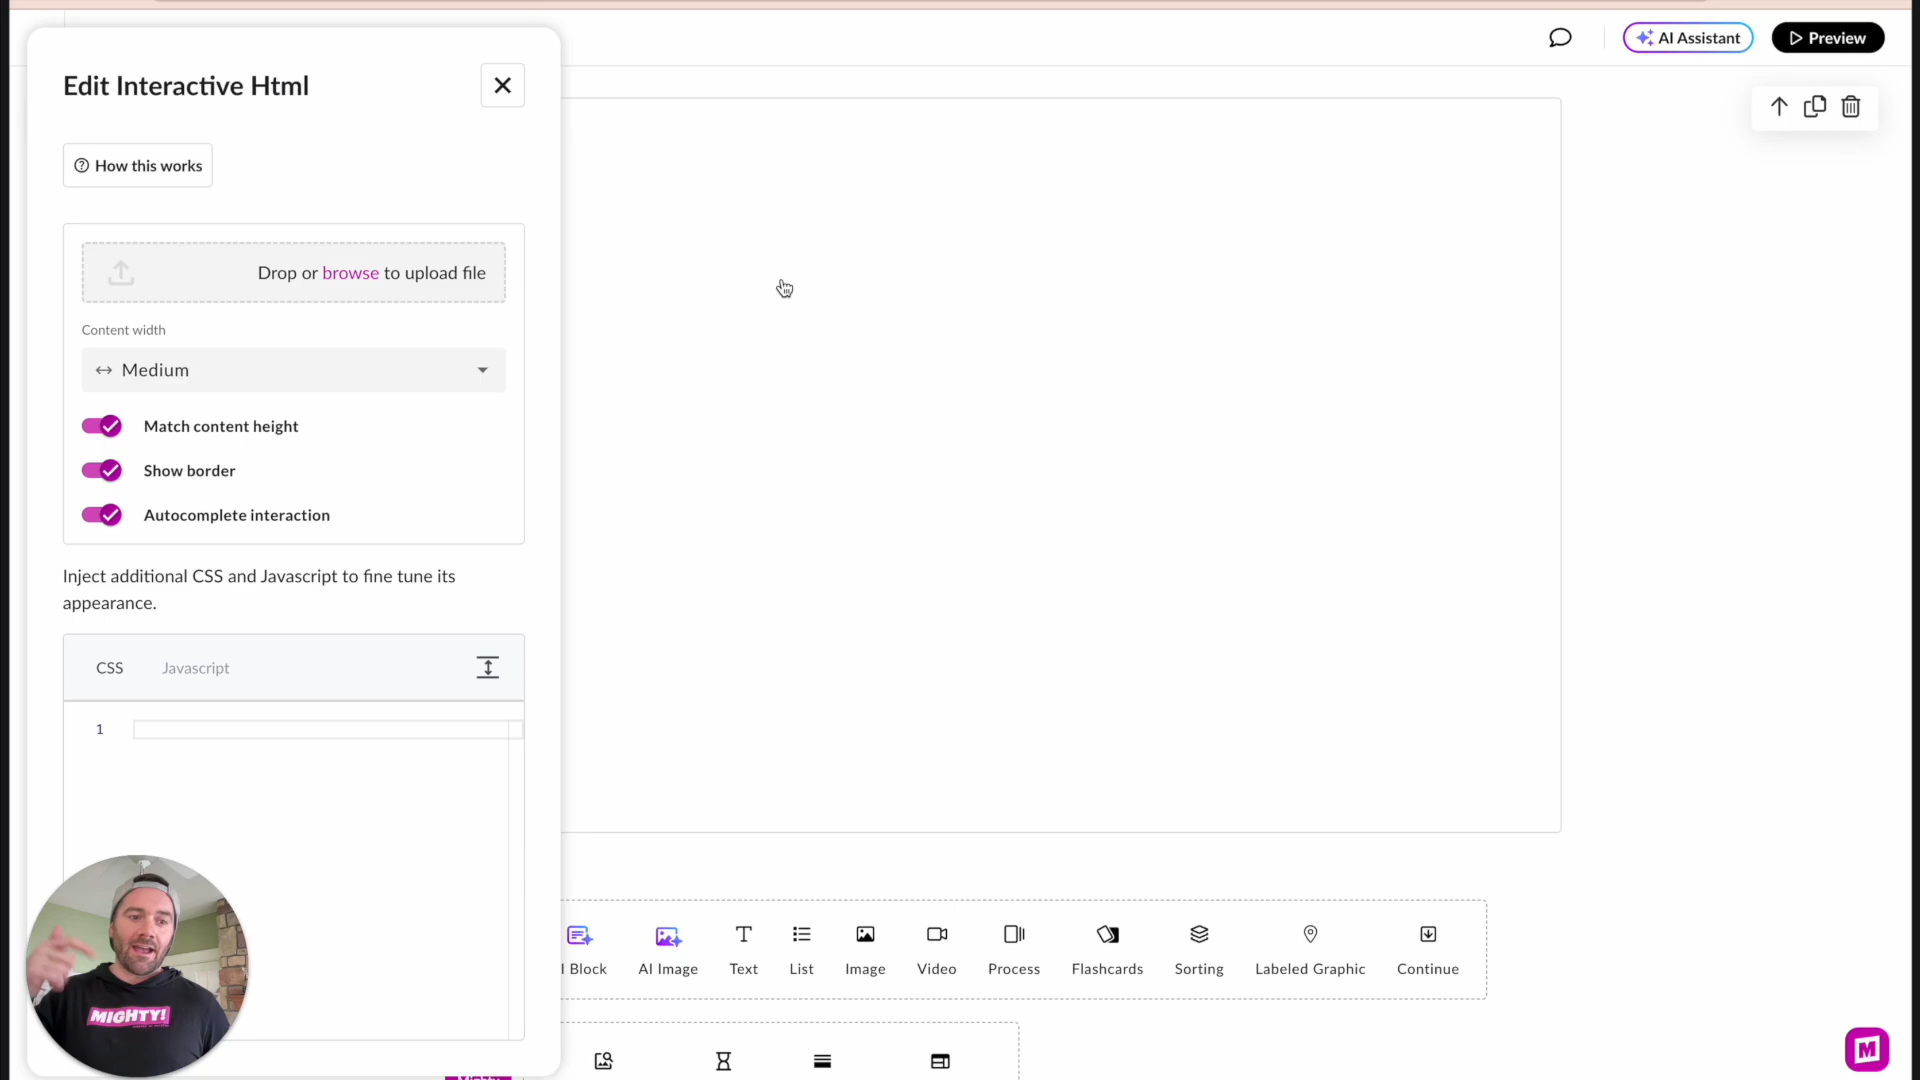 AI Assistant
Preview
Edit Interactive Html
How this works
Drop or browse to upload file
Content width
Medium
Match content height
Show border
Autocomplete interaction
Inject additional CSS and Javascript to fine tune its
appearance.
CSS Javascript
1
Block
AI Image
Text
List
Image
Video
Process
Flashcards
Sorting
Labeled Graphic
Continue
MIGHTY!
M